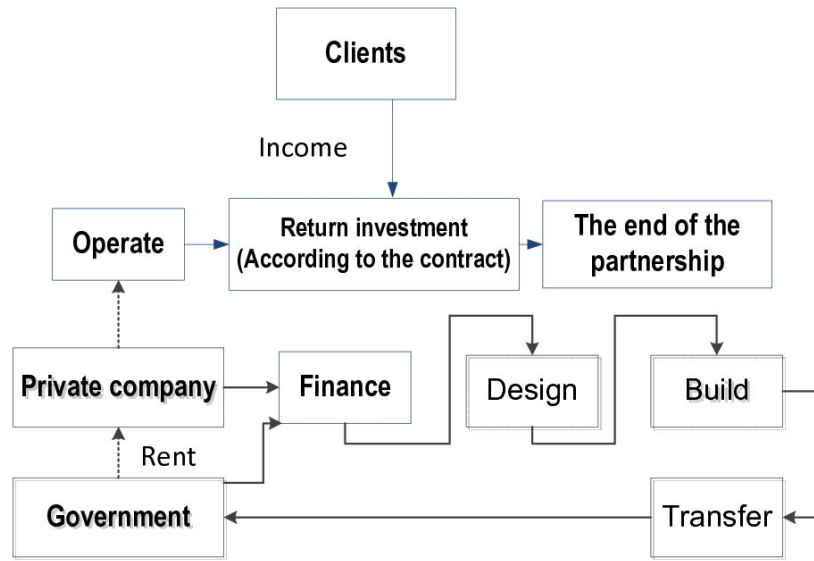 Clients
Income
Operate
Return investment
(According to the contract)
The end of the
partnership
Private company
Finance
Design
Build
Rent
Government
Transfer